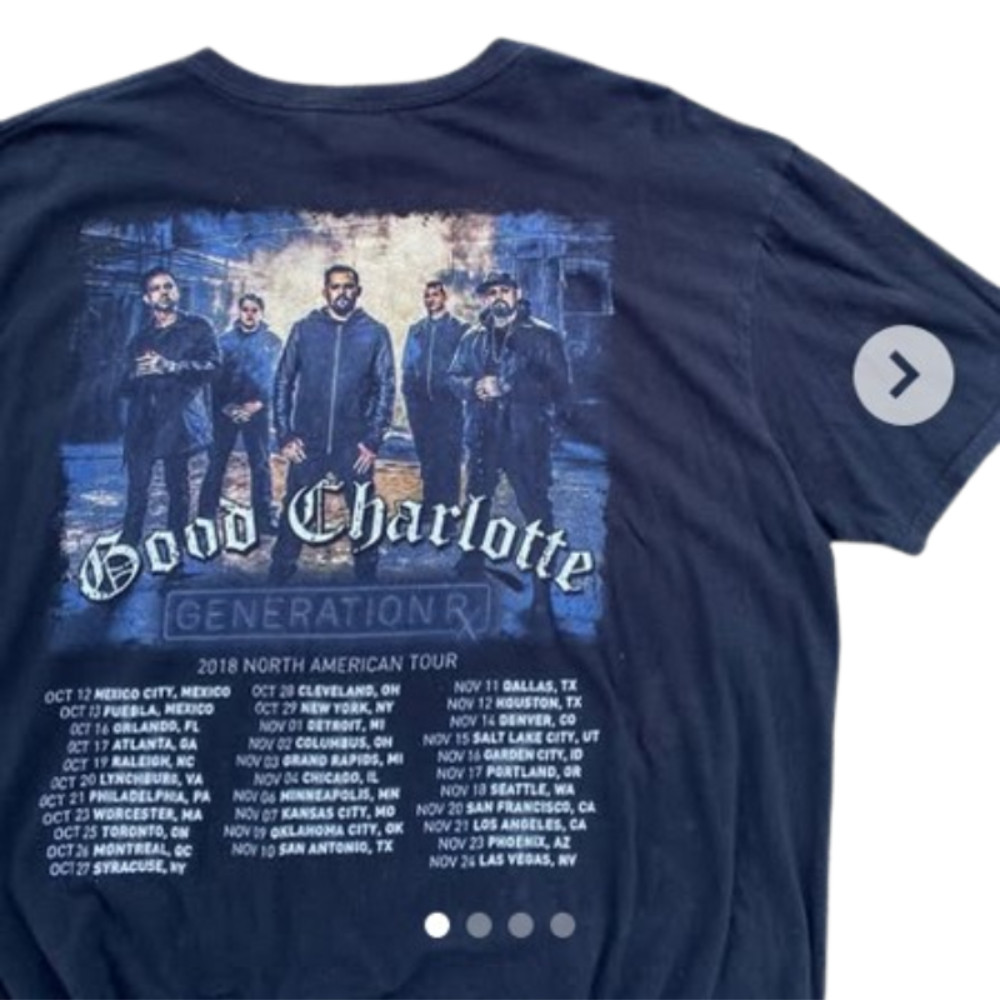 Good Charlotte
GENERATION Rx
2018 NORTH AMERICAN TOUR
OCT 12 MEXICO CITY, MEXICO
OCT 13 PUEBLA, MEXICO
OCT 16 ORLANDO, FL
OCT 17 ATLANTA, GA
OCT 19 RALEIGH, NC
OCT 20 LYNCHBURG, VA
OCT 21 PHILADELPHIA, PA
OCT 23 WORCESTER, MA
OCT 25 TORONTO, ON
OCT 26 MONTREAL, QC
OCT 27 SYRACUSE, NY
OCT 28 CLEVELAND, OH
OCT 29 NEW YORK, NY
NOV 01 DETROIT, MI
NOV 02 COLUMBUS, OH
NOV 03 GRAND RAPIDS, MI
NOV 04 CHICAGO, IL
NOV 06 MINNEAPOLIS, MN
NOV 07 KANSAS CITY, MO
NOV 09 OKLAHOMA CITY, OK
NOV 10 SAN ANTONIO, TX
NOV 11 DALLAS, TX
NOV 12 HOUSTON, TX
NOV 14 DENVER, CO
NOV 15 SALT LAKE CITY, UT
NOV 16 GARDEN CITY, ID
NOV 17 PORTLAND, OR
NOV 18 SEATTLE, WA
NOV 20 SAN FRANCISCO, CA
NOV 21 LOS ANGELES, CA
NOV 23 PHOENIX, AZ
NOV 24 LAS VEGAS, NV